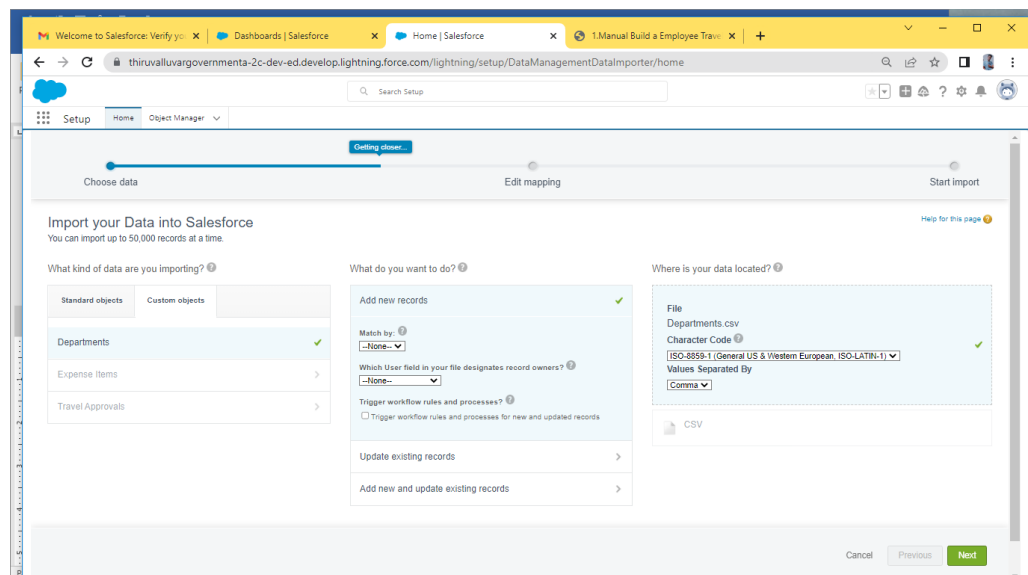 Welcome to Salesforce: Verify yo
Dashboards | Salesforce
Home | Salesforce
1.Manual Build a Employee Trave
thiruvalluvargovernmenta-2c-dev-ed.develop.lightning.force.com/lightning/setup/DataManagementDataImporter/home
Search Setup
Setup
Home
Object Manager
Getting closer...
Choose data
Edit mapping
Start import
Import your Data into Salesforce
Help for this page
You can import up to 50,000 records at a time.
What kind of data are you importing?
Standard objects
Custom objects
Departments
Expense Items
Travel Approvals
What do you want to do?
Add new records
Match by:
--None--
Which User field in your file designates record owners?
--None--
Trigger workflow rules and processes?
Trigger workflow rules and processes for new and updated records
Update existing records
Add new and update existing records
Where is your data located?
File
Departments.csv
Character Code
ISO-8859-1 (General US & Western European, ISO-LATIN-1)
Values Separated By
Comma
CSV
Cancel
Previous
Next